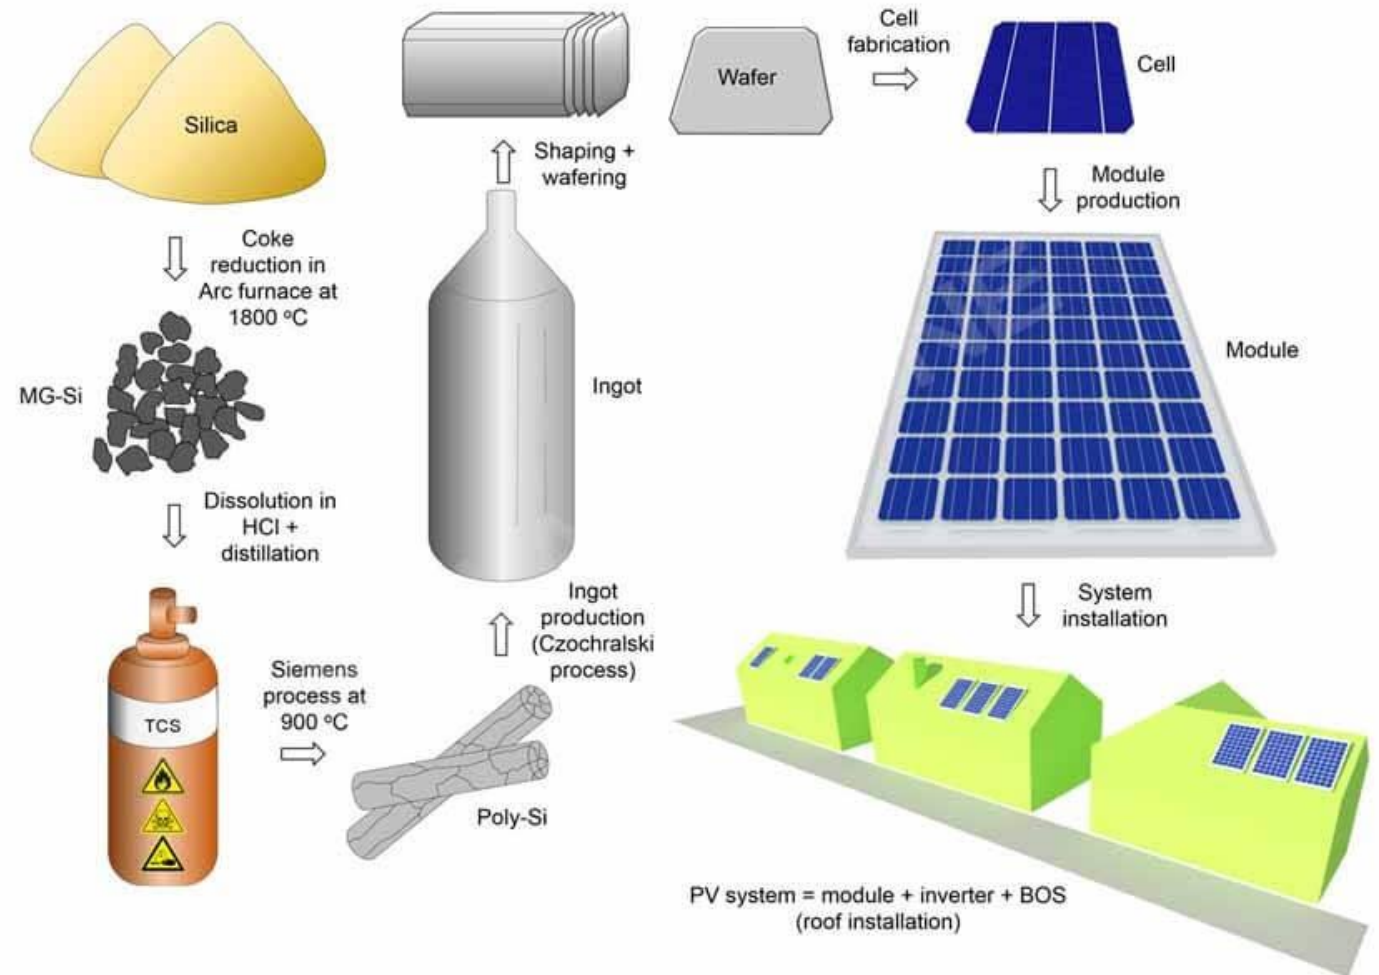 Silica
Coke
reduction in
Arc furnace at
1800 ºC
MG-Si
Dissolution in
HCl +
distillation
TCS
Siemens
process at
900 ºC
Poly-Si
Ingot
production
(Czochralski
process)
Ingot
Shaping +
wafering
Wafer
Cell
fabrication
Cell
Module
production
Module
System
installation
PV system = module + inverter + BOS
(roof installation)